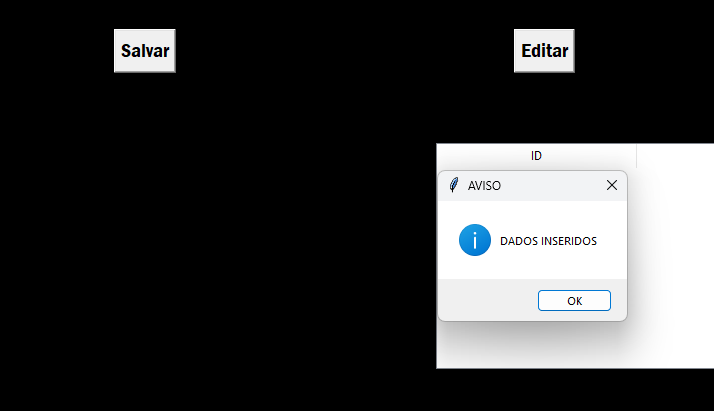 Salvar
Editar
ID
AVISO
DADOS INSERIDOS
OK